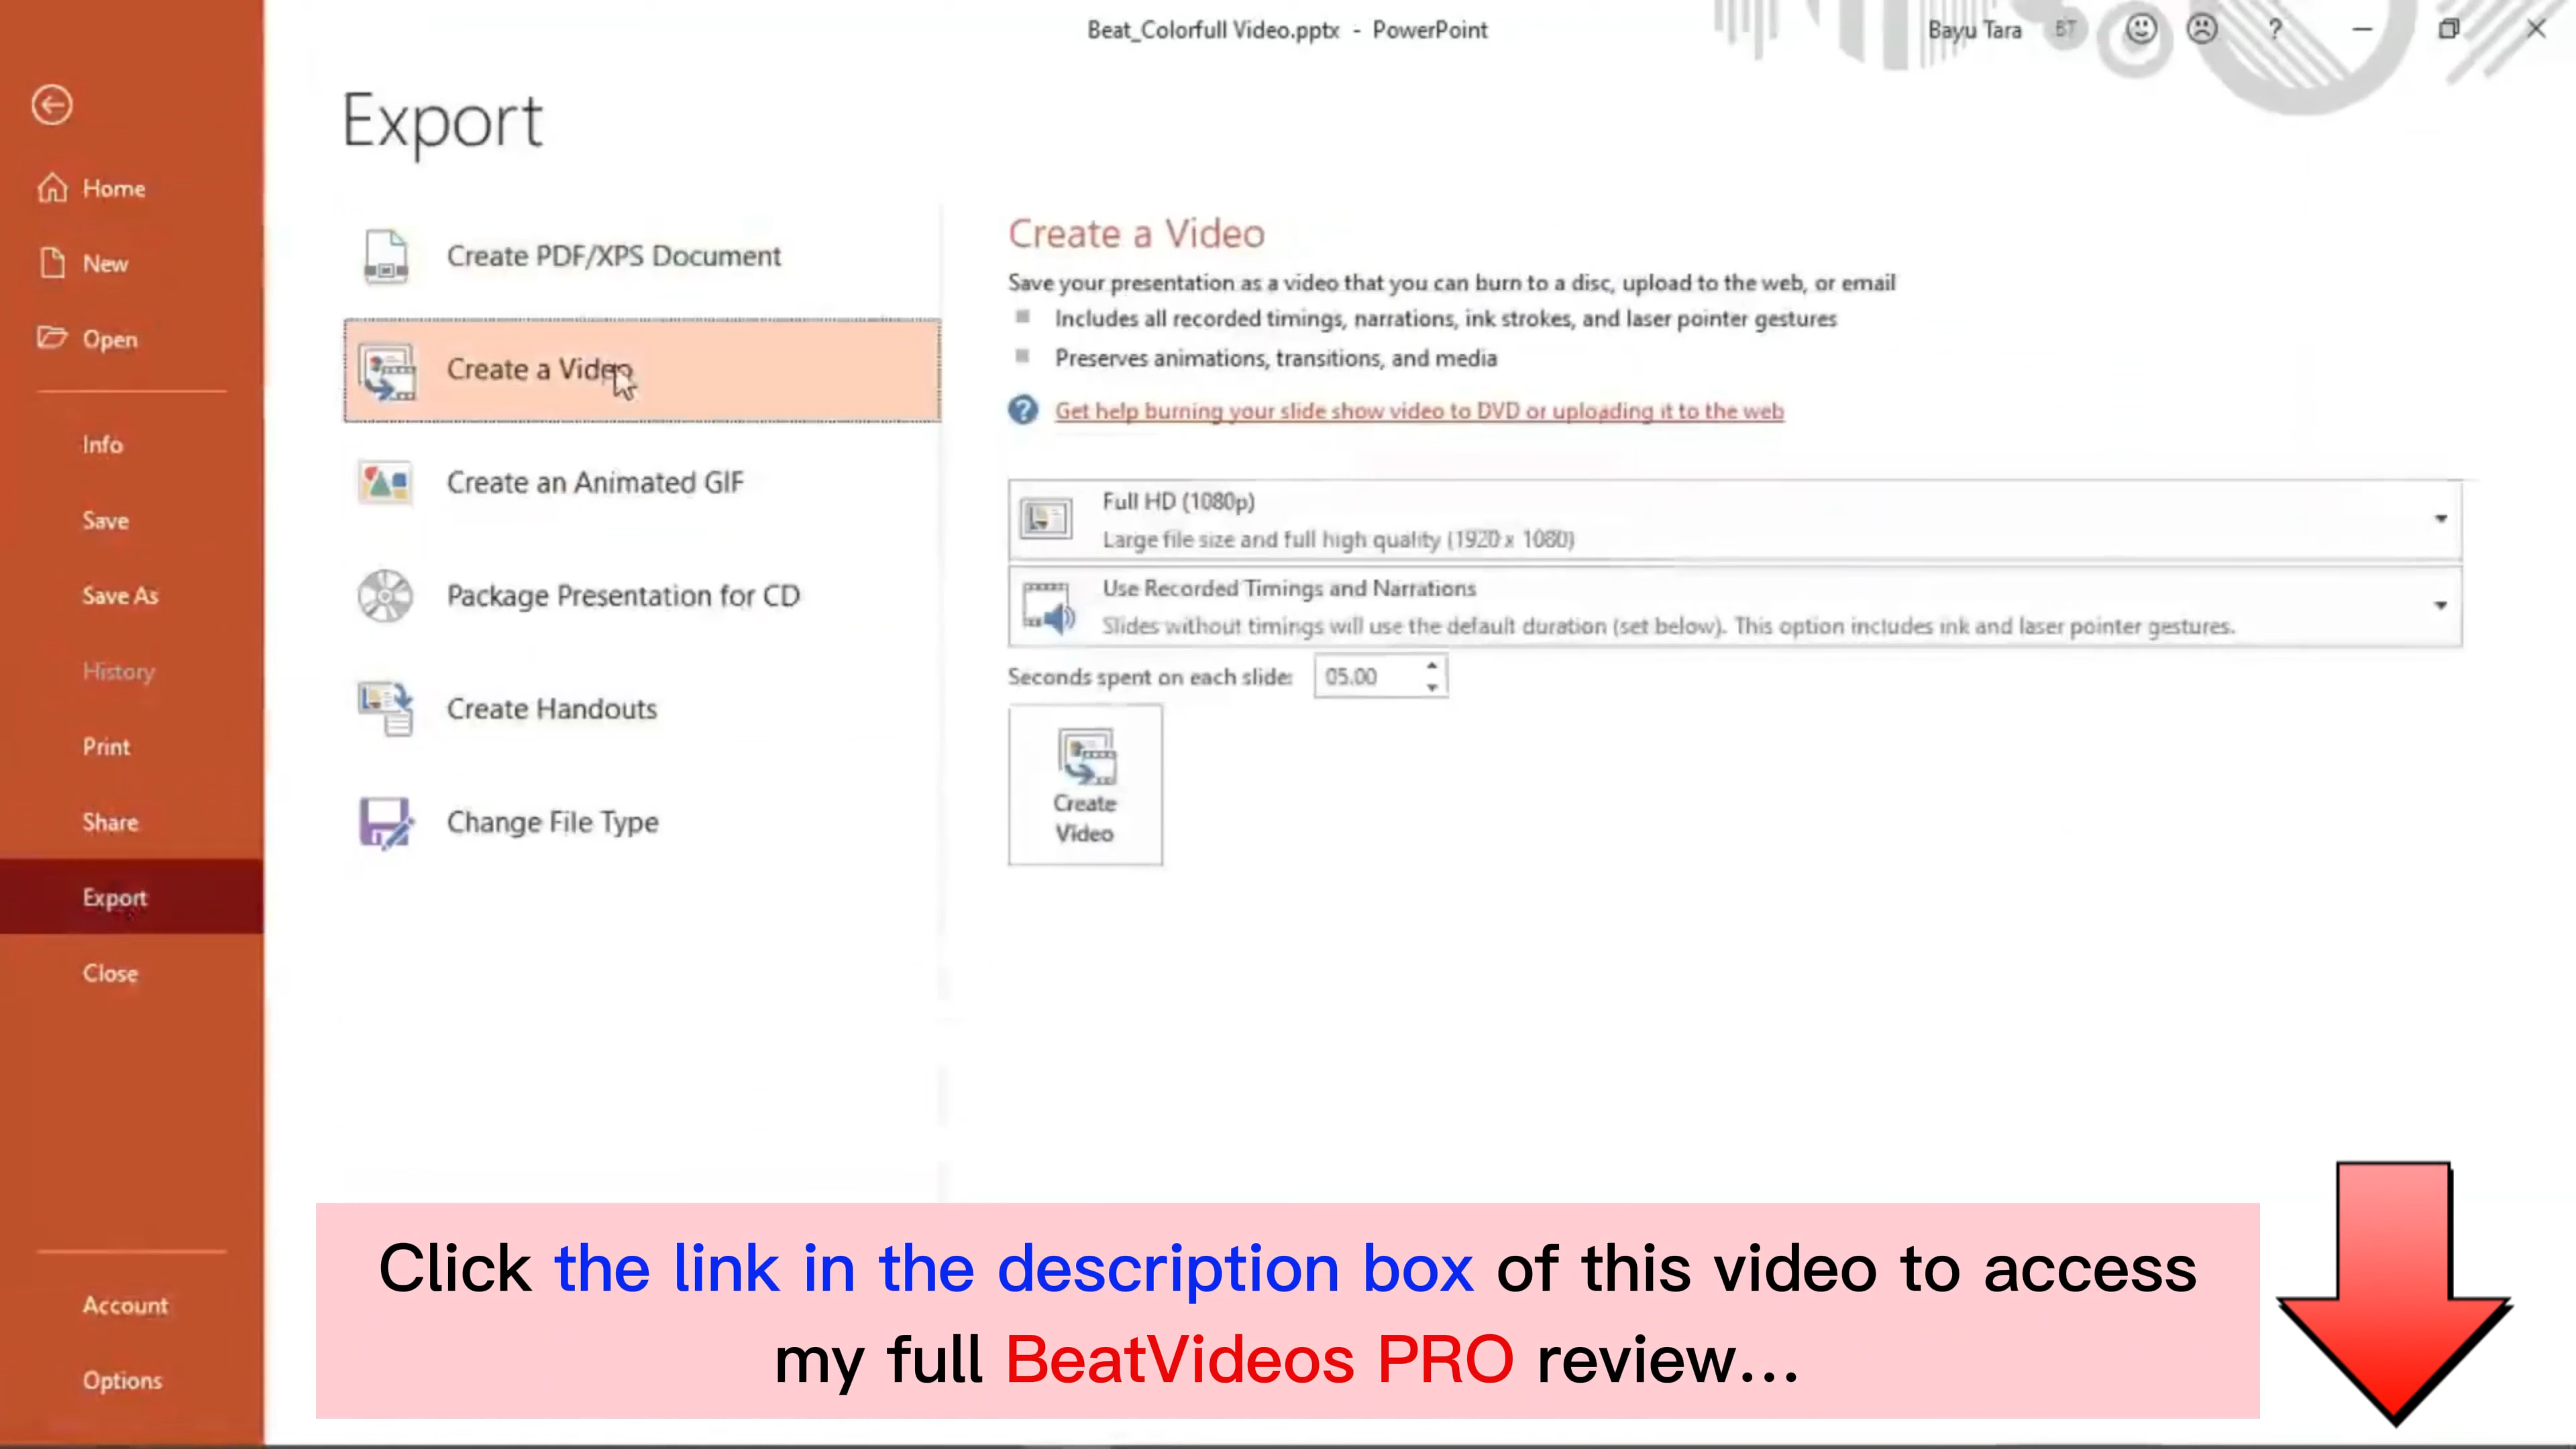 Beat_Colorfull Video.pptx - PowerPoint
Bayu Tara BT
?
Export
Home
New
Open
Info
Save
Save As
History
Print
Share
Export
Close
Account
Options
Create PDF/XPS Document
Create a Video
Create an Animated GIF
Package Presentation for CD
Create Handouts
Change File Type
Create a Video
Save your presentation as a video that you can burn to a disc, upload to the web, or email
Includes all recorded timings, narrations, ink strokes, and laser pointer gestures
Preserves animations, transitions, and media
? Get help burning your slide show video to DVD or uploading it to the web
Full HD (1080p)
Large file size and full high quality (1920 x 1080)
Use Recorded Timings and Narrations
Slides without timings will use the default duration (set below). This option includes ink and laser pointer gestures.
Seconds spent on each slide: 05.00
Create
Video
Click the link in the description box of this video to access
my full BeatVideos PRO review...